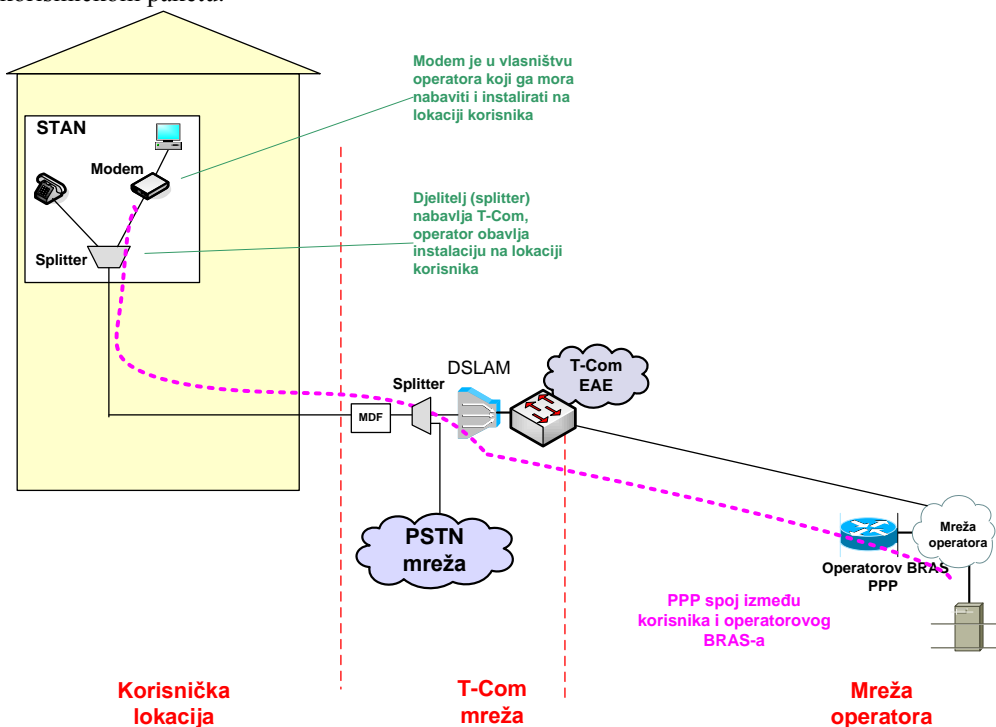 korisničkom paketu.
Modem je u vlasništvu
operatora koji ga mora
nabaviti i instalirati na
lokaciji korisnika
STAN
Modem
Djelitelj (splitter)
nabavlja T-Com,
operator obavlja
instalaciju na lokaciji
korisnika
Splitter
T-Com
EAE
DSLAM
Splitter
MDF
PSTN
mreža
Mreža
operatora
Operatorov BRAS
PPP
PPP spoj između
korisnika i operatorovog
BRAS-a
Korisnička
lokacija
T-Com
mreža
Mreža
operatora